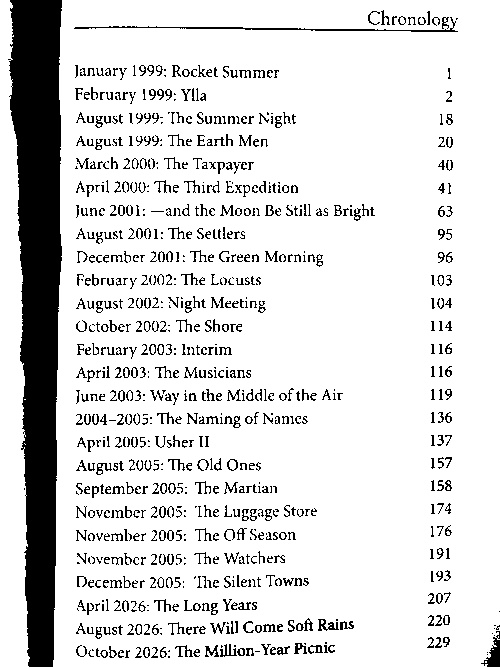 Chronology
January 1999: Rocket Summer 1
February 1999: Ylla 2
August 1999: The Summer Night 18
August 1999: The Earth Men 20
March 2000: The Taxpayer 40
April 2000: The Third Expedition 41
June 2001: —and the Moon Be Still as Bright 63
August 2001: The Settlers 95
December 2001: The Green Morning 96
February 2002: The Locusts 103
August 2002: Night Meeting 104
October 2002: The Shore 114
February 2003: Interim 116
April 2003: The Musicians 116
June 2003: Way in the Middle of the Air 119
2004–2005: The Naming of Names 136
April 2005: Usher II 137
August 2005: The Old Ones 157
September 2005: The Martian 158
November 2005: The Luggage Store 174
November 2005: The Off Season 176
November 2005: The Watchers 191
December 2005: The Silent Towns 193
April 2026: The Long Years 207
August 2026: There Will Come Soft Rains 220
October 2026: The Million-Year Picnic 229